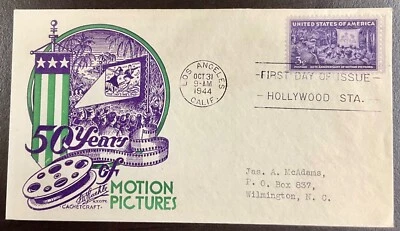 50 Years
of
MOTION
PICTURES
CACHETCRAFT
LOS ANGELES
OCT 31
9-AM
1944
CALIF.
UNITED STATES OF AMERICA
3¢
FIRST DAY OF ISSUE
HOLLYWOOD STA.
Jas. A. McAdams,
P. O. Box 837,
Wilmington, N. C.